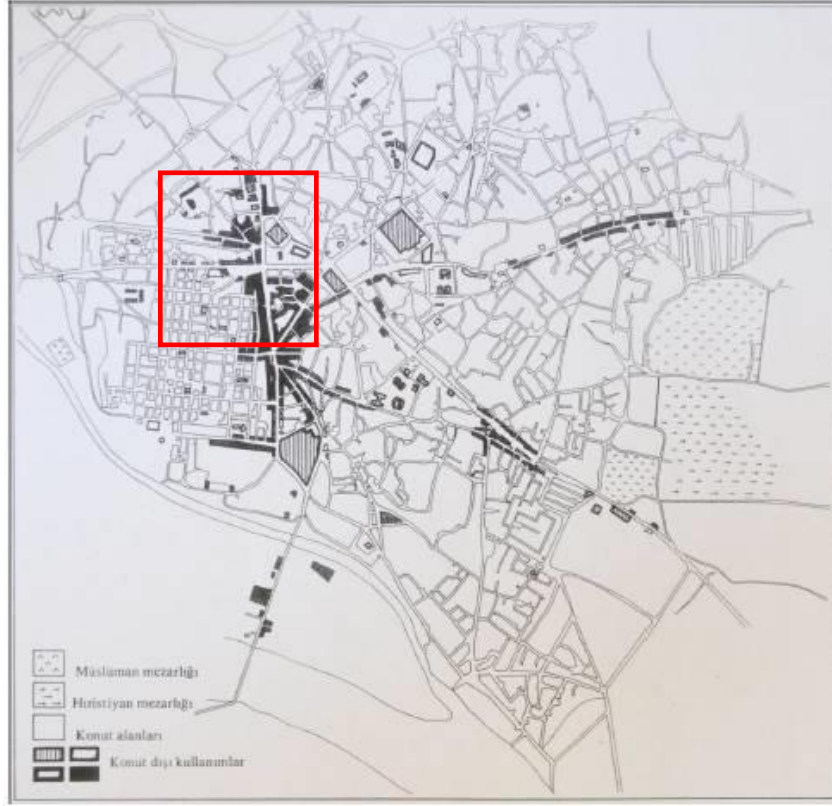 Müslüman mezarlığı
Hıristiyan mezarlığı
Konut alanları
Konut dışı kullanımlar